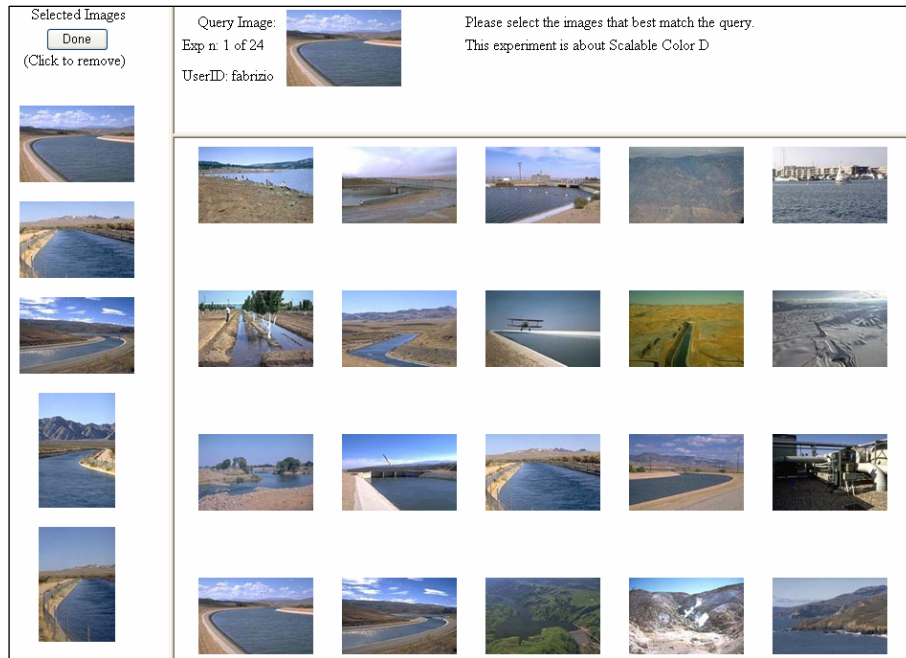 Selected Images
Done
(Click to remove)
Query Image:
Exp n: 1 of 24
UserID: fabrizio
Please select the images that best match the query.
This experiment is about Scalable Color D